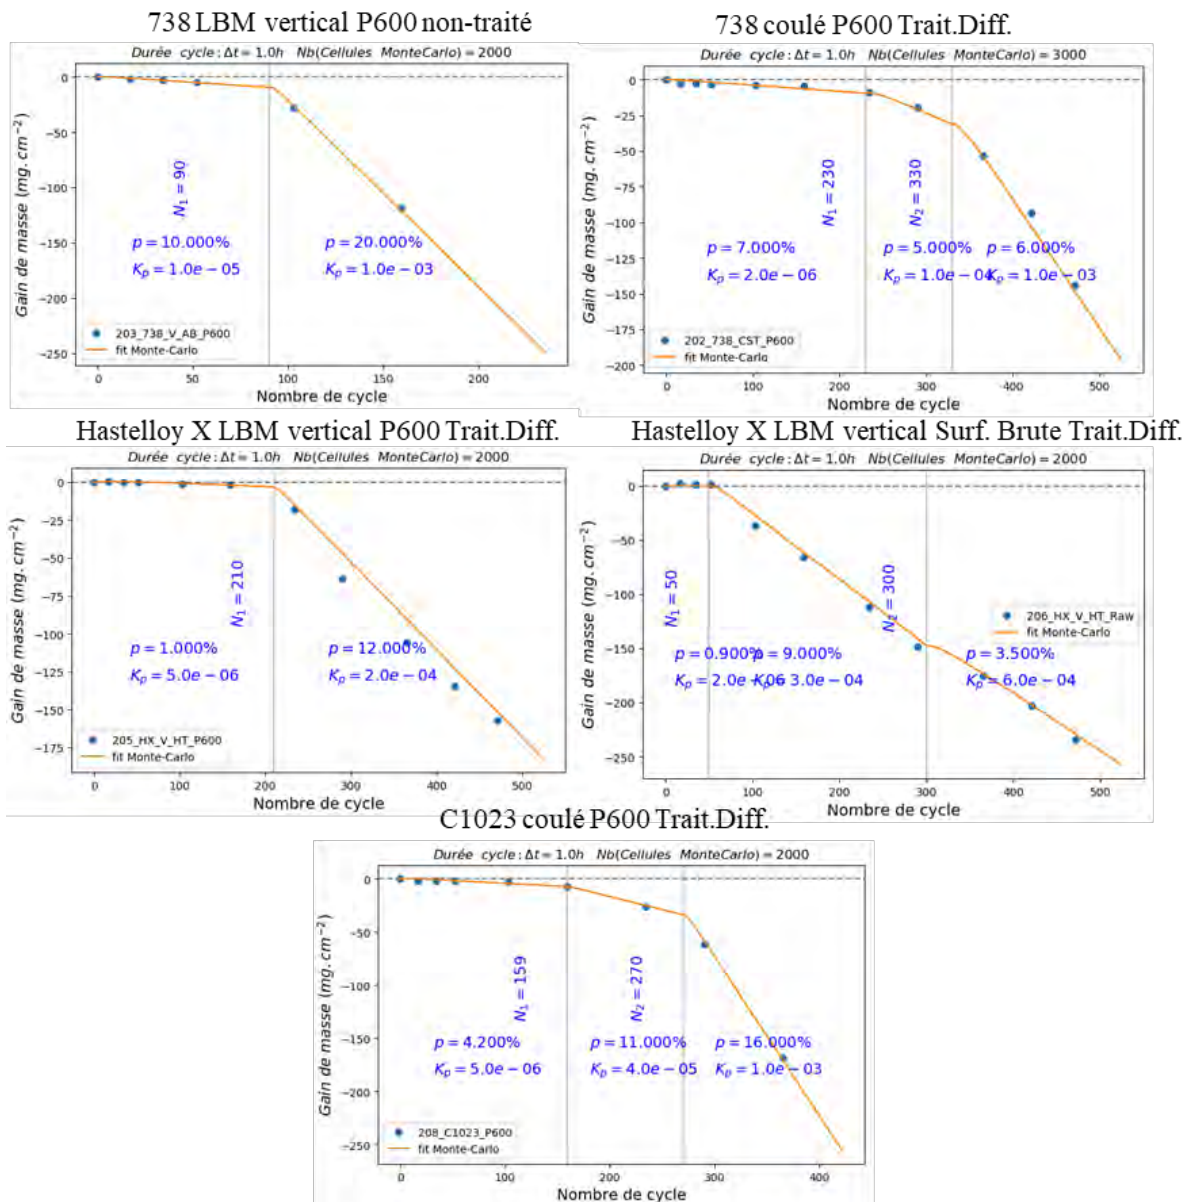 738 LBM vertical P600 non-traité
Durée cycle: Δt = 1.0h Nb(Cellules MonteCarlo) = 2000
Gain de masse (mg. cm⁻²)
0
−50
−100
−150
−200
−250
N₁ = 90
p = 10.000%
Kₚ = 1.0e − 05
p = 20.000%
Kₚ = 1.0e − 03
203_738_V_AB_P600
fit Monte-Carlo
0 50 100 150 200
Nombre de cycle
738 coulé P600 Trait.Diff.
Durée cycle: Δt = 1.0h Nb(Cellules MonteCarlo) = 3000
Gain de masse (mg. cm⁻²)
0
−25
−50
−75
−100
−125
−150
−175
−200
N₁ = 230
N₂ = 330
p = 7.000%
Kₚ = 2.0e − 06
p = 5.000%
Kₚ = 1.0e − 04
p = 6.000%
Kₚ = 1.0e − 03
202_738_CST_P600
fit Monte-Carlo
0 100 200 300 400 500
Nombre de cycle
Hastelloy X LBM vertical P600 Trait.Diff.
Durée cycle: Δt = 1.0h Nb(Cellules MonteCarlo) = 2000
Gain de masse (mg. cm⁻²)
0
−25
−50
−75
−100
−125
−150
−175
N₁ = 210
p = 1.000%
Kₚ = 5.0e − 06
p = 12.000%
Kₚ = 2.0e − 04
205_HX_V_HT_P600
fit Monte-Carlo
0 100 200 300 400 500
Nombre de cycle
Hastelloy X LBM vertical Surf. Brute Trait.Diff.
Durée cycle: Δt = 1.0h Nb(Cellules MonteCarlo) = 2000
Gain de masse (mg. cm⁻²)
0
−50
−100
−150
−200
−250
N₁ = 50
N₂ = 300
p = 0.900%
Kₚ = 2.0e − 06
p = 9.000%
Kₚ = 3.0e − 04
p = 3.500%
Kₚ = 6.0e − 04
206_HX_V_HT_Raw
fit Monte-Carlo
0 100 200 300 400 500
Nombre de cycle
C1023 coulé P600 Trait.Diff.
Durée cycle: Δt = 1.0h Nb(Cellules MonteCarlo) = 2000
Gain de masse (mg. cm⁻²)
0
−50
−100
−150
−200
−250
N₁ = 159
N₂ = 270
p = 4.200%
Kₚ = 5.0e − 06
p = 11.000%
Kₚ = 4.0e − 05
p = 16.000%
Kₚ = 1.0e − 03
208_C1023_P600
fit Monte-Carlo
0 100 200 300 400
Nombre de cycle